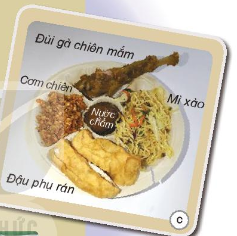 Đùi gà chiên mắm
Cơm chiên
Mì xào
Nước
chấm
Đậu phụ rán
C